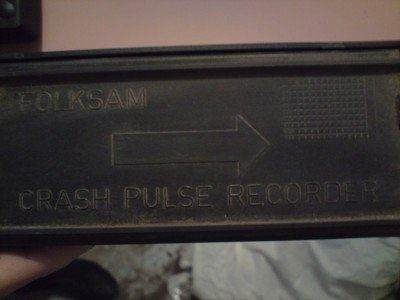 FOLKSAM
CRASH PULSE RECORDER